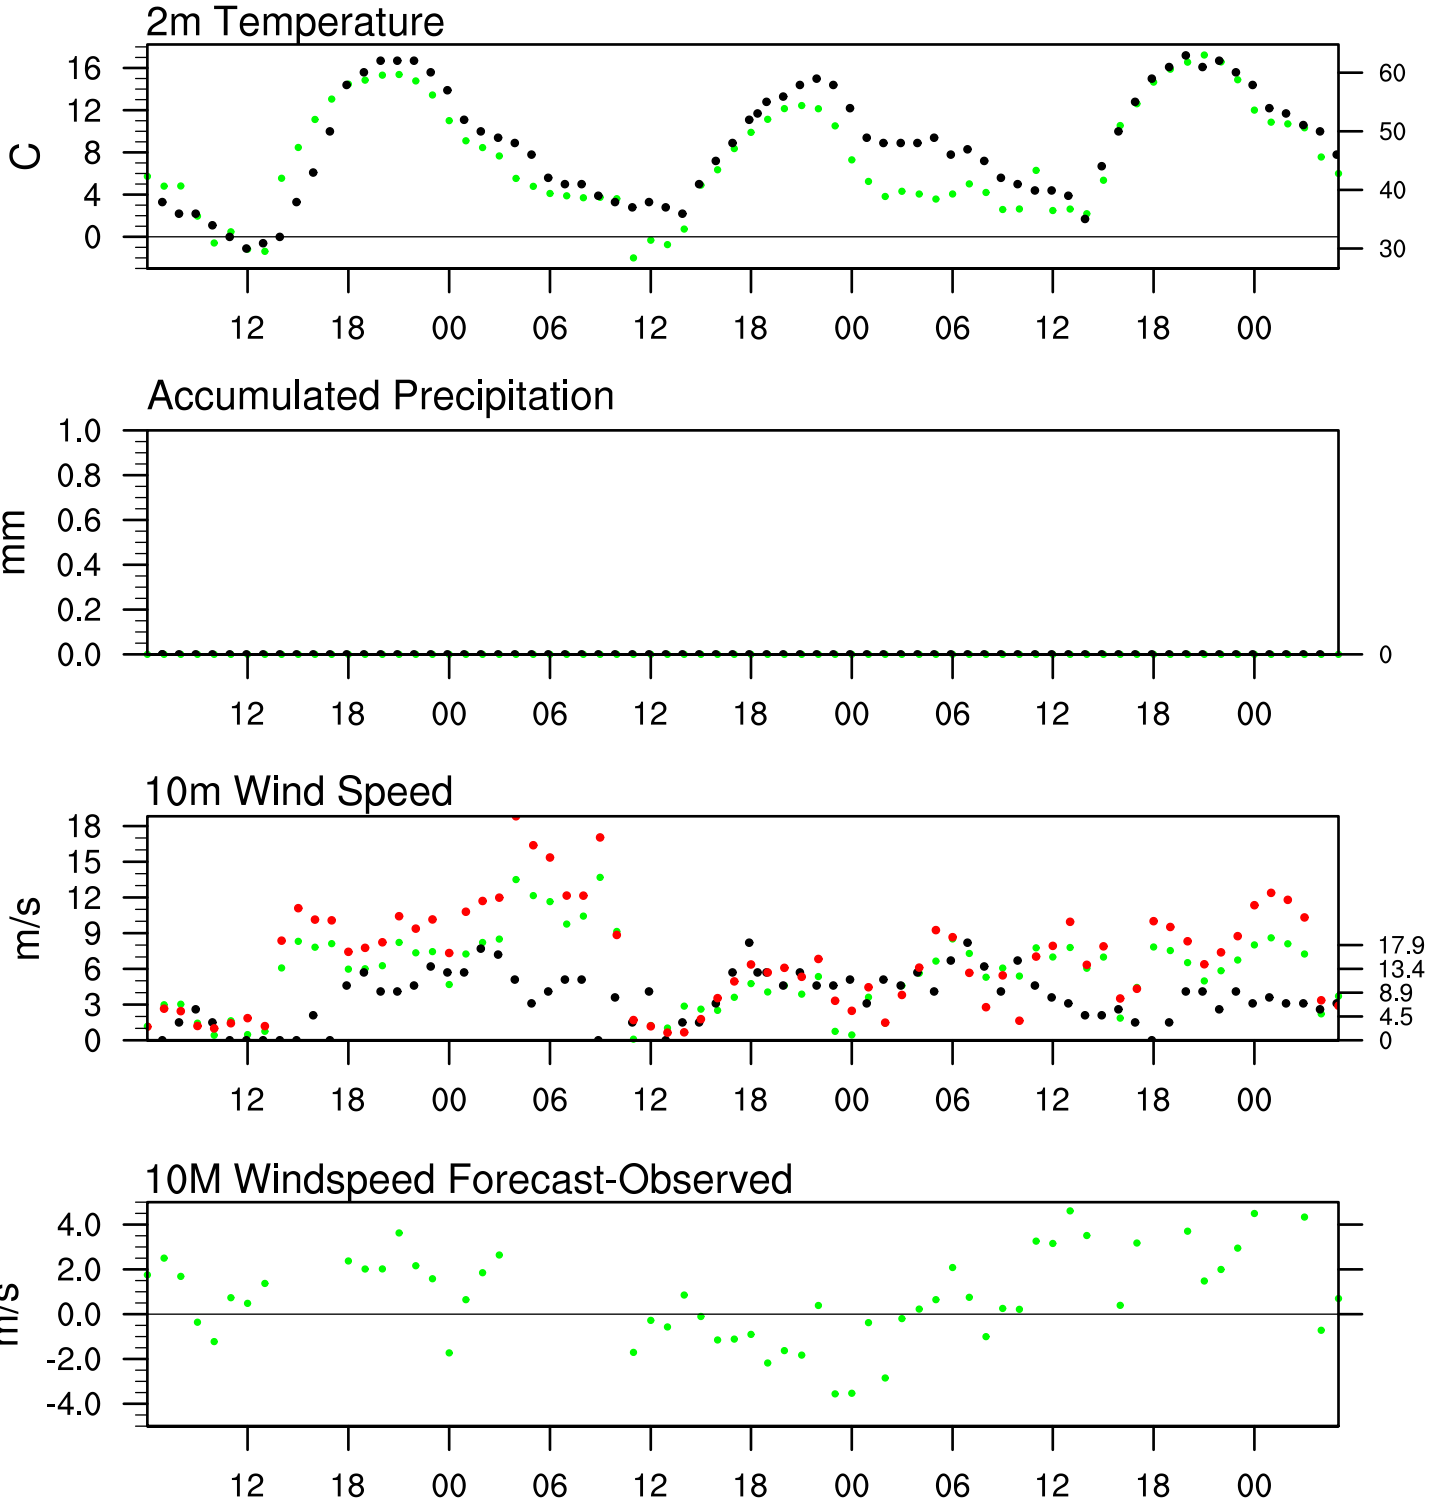 2m Temperature
16
12
8
4
0
C
60
50
40
30
12 18 00 06 12 18 00 06 12 18 00
Accumulated Precipitation
1.0
0.8
0.6
0.4
0.2
0.0
mm
0
12 18 00 06 12 18 00 06 12 18 00
10m Wind Speed
18
15
12
9
6
3
0
m/s
17.9
13.4
8.9
4.5
0
12 18 00 06 12 18 00 06 12 18 00
10M Windspeed Forecast-Observed
4.0
2.0
0.0
-2.0
-4.0
m/s
12 18 00 06 12 18 00 06 12 18 00